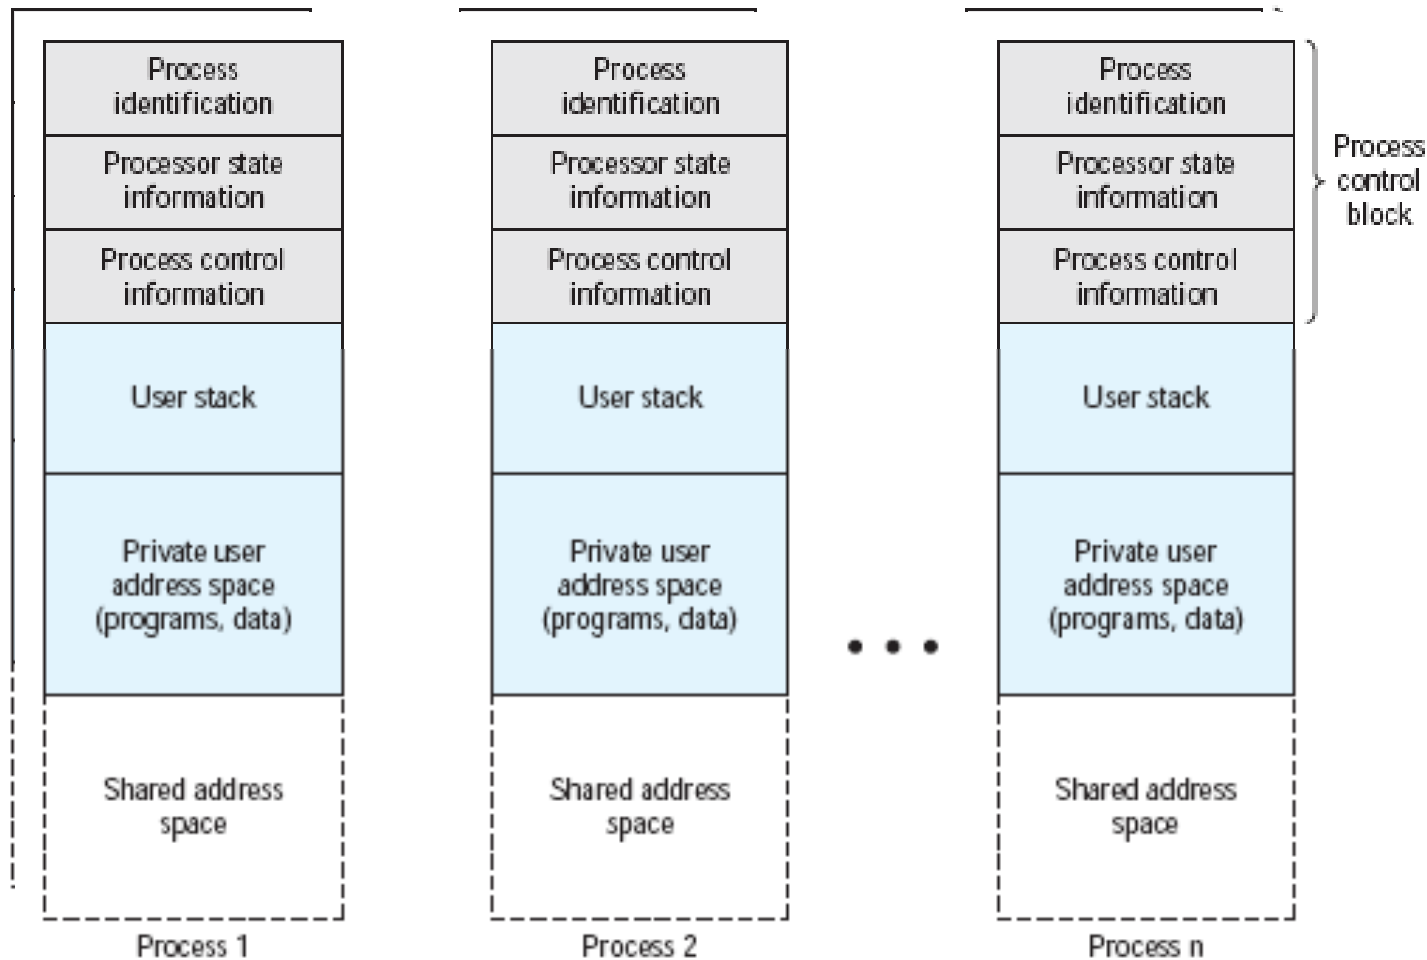 Process
identification
Processor state
information
Process control
information
User stack
Private user
address space
(programs, data)
Shared address
space
Process 1
Process
identification
Processor state
information
Process control
information
User stack
Private user
address space
(programs, data)
Shared address
space
Process 2
Process
identification
Processor state
information
Process control
information
User stack
Private user
address space
(programs, data)
Shared address
space
Process n
Process
control
block